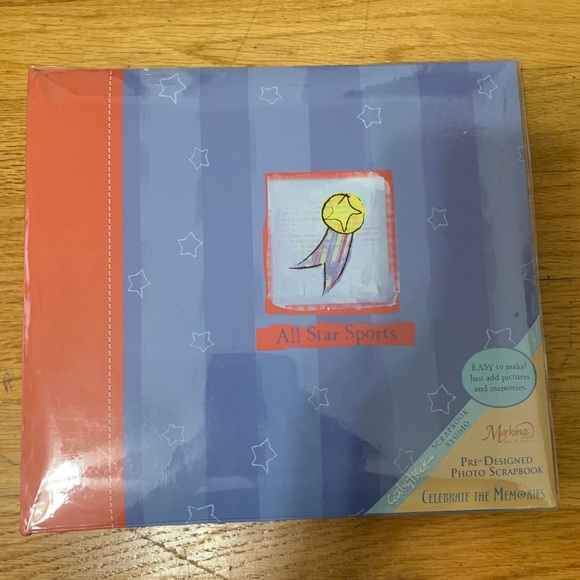 All Star Sports
EASY to make!
Just add pictures
and memories.
SCRAPBOOK
STUDIO
Markings
PRE-DESIGNED
PHOTO SCRAPBOOK
CELEBRATE THE MEMORIES